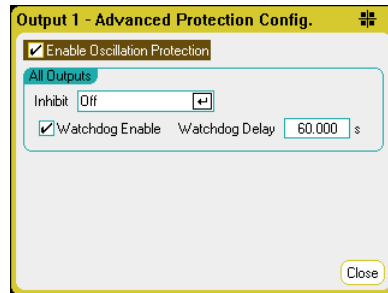 Output 1 - Advanced Protection Config.
Enable Oscillation Protection
All Outputs
Inhibit Off
Watchdog Enable Watchdog Delay 60.000 s
Close